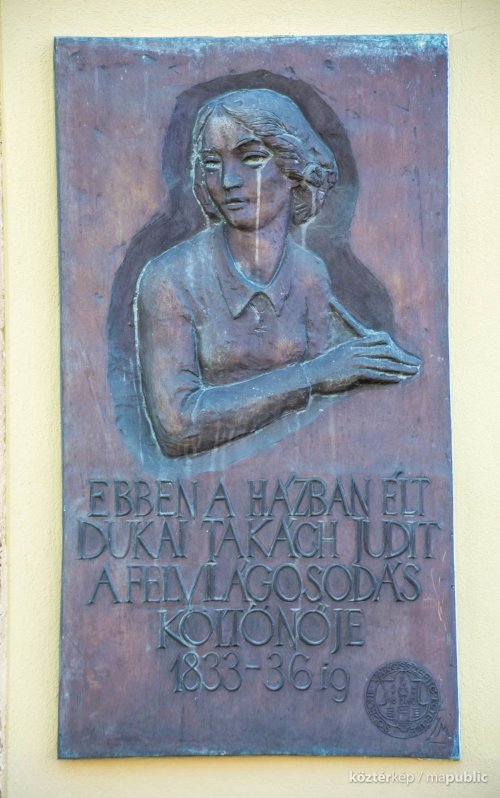 EBBEN A HÁZBAN ÉLT
DUKAI TAKÁCH JUDIT
A FELVILÁGOSODÁS
KÖLTŐNŐJE
1833-36 ig
köztérkép / mapublic